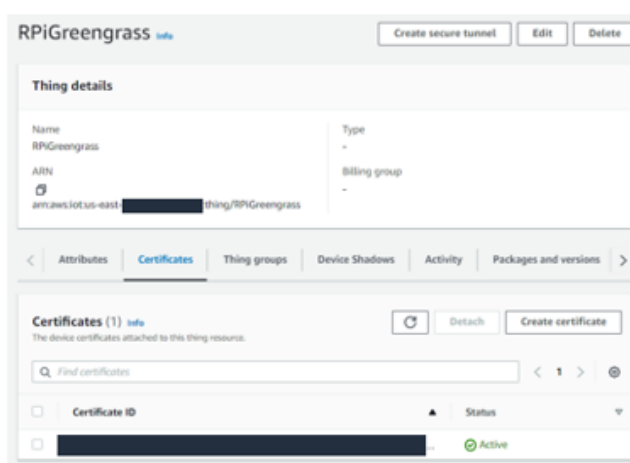 RPiGreengrass Info
Create secure tunnel Edit Delete
Thing details
Name Type
RPiGreengrass -
ARN Billing group
-
arn:aws:iot:us-east- thing/RPiGreengrass
Attributes Certificates Thing groups Device Shadows Activity Packages and versions
Certificates (1) Info Detach Create certificate
The device certificates attached to this thing resource.
Find certificates 1
Certificate ID Status
... Active